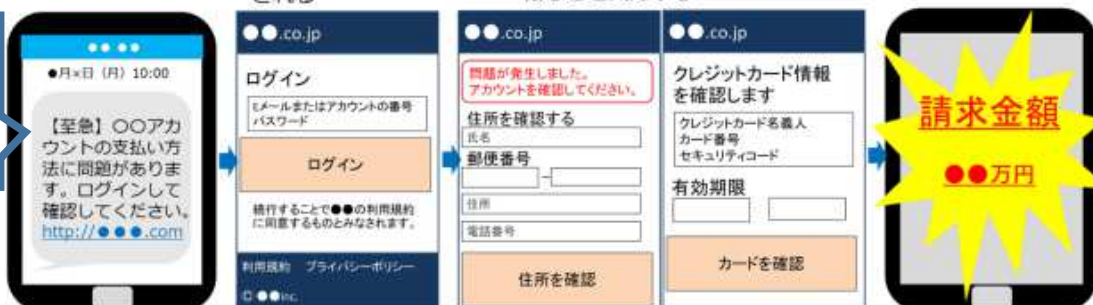 ●● ●●
●月×日（月）10:00
【至急】〇〇アカ
ウントの支払い方
法に問題がありま
す。ログインして
確認してください。
http://●●●.com
●●.co.jp
ログイン
Eメールまたはアカウントの番号
パスワード
ログイン
続行することで●●の利用規約
に同意するものとみなされます。
利用規約　プライバシーポリシー
●●inc.
●●.co.jp
問題が発生しました。
アカウントを確認してください。
住所を確認する
氏名
郵便番号
－
住所
電話番号
住所を確認
●●.co.jp
クレジットカード情報
を確認します
クレジットカード名義人
カード番号
セキュリティコード
有効期限
カードを確認
請求金額
●●万円